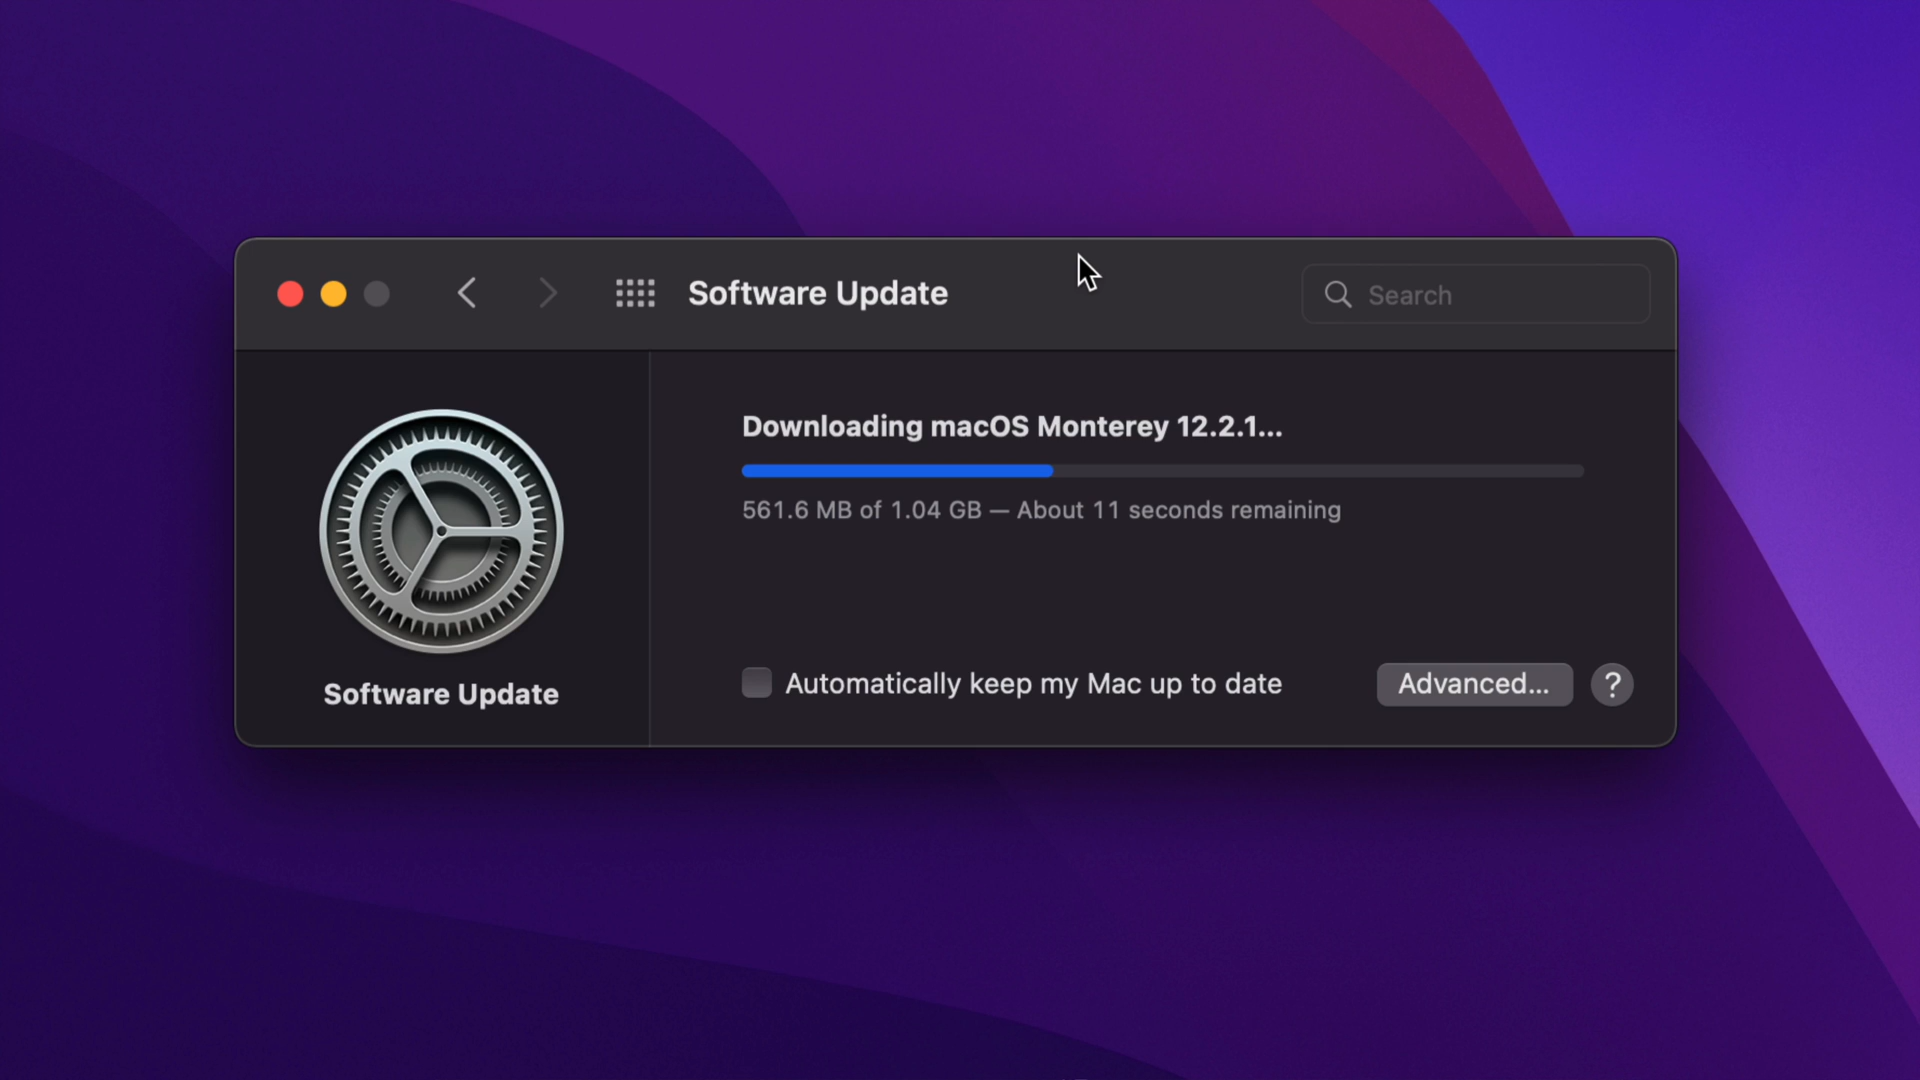 Software Update
Search
Downloading macOS Monterey 12.2.1...
561.6 MB of 1.04 GB — About 11 seconds remaining
Software Update
Automatically keep my Mac up to date
Advanced...
?